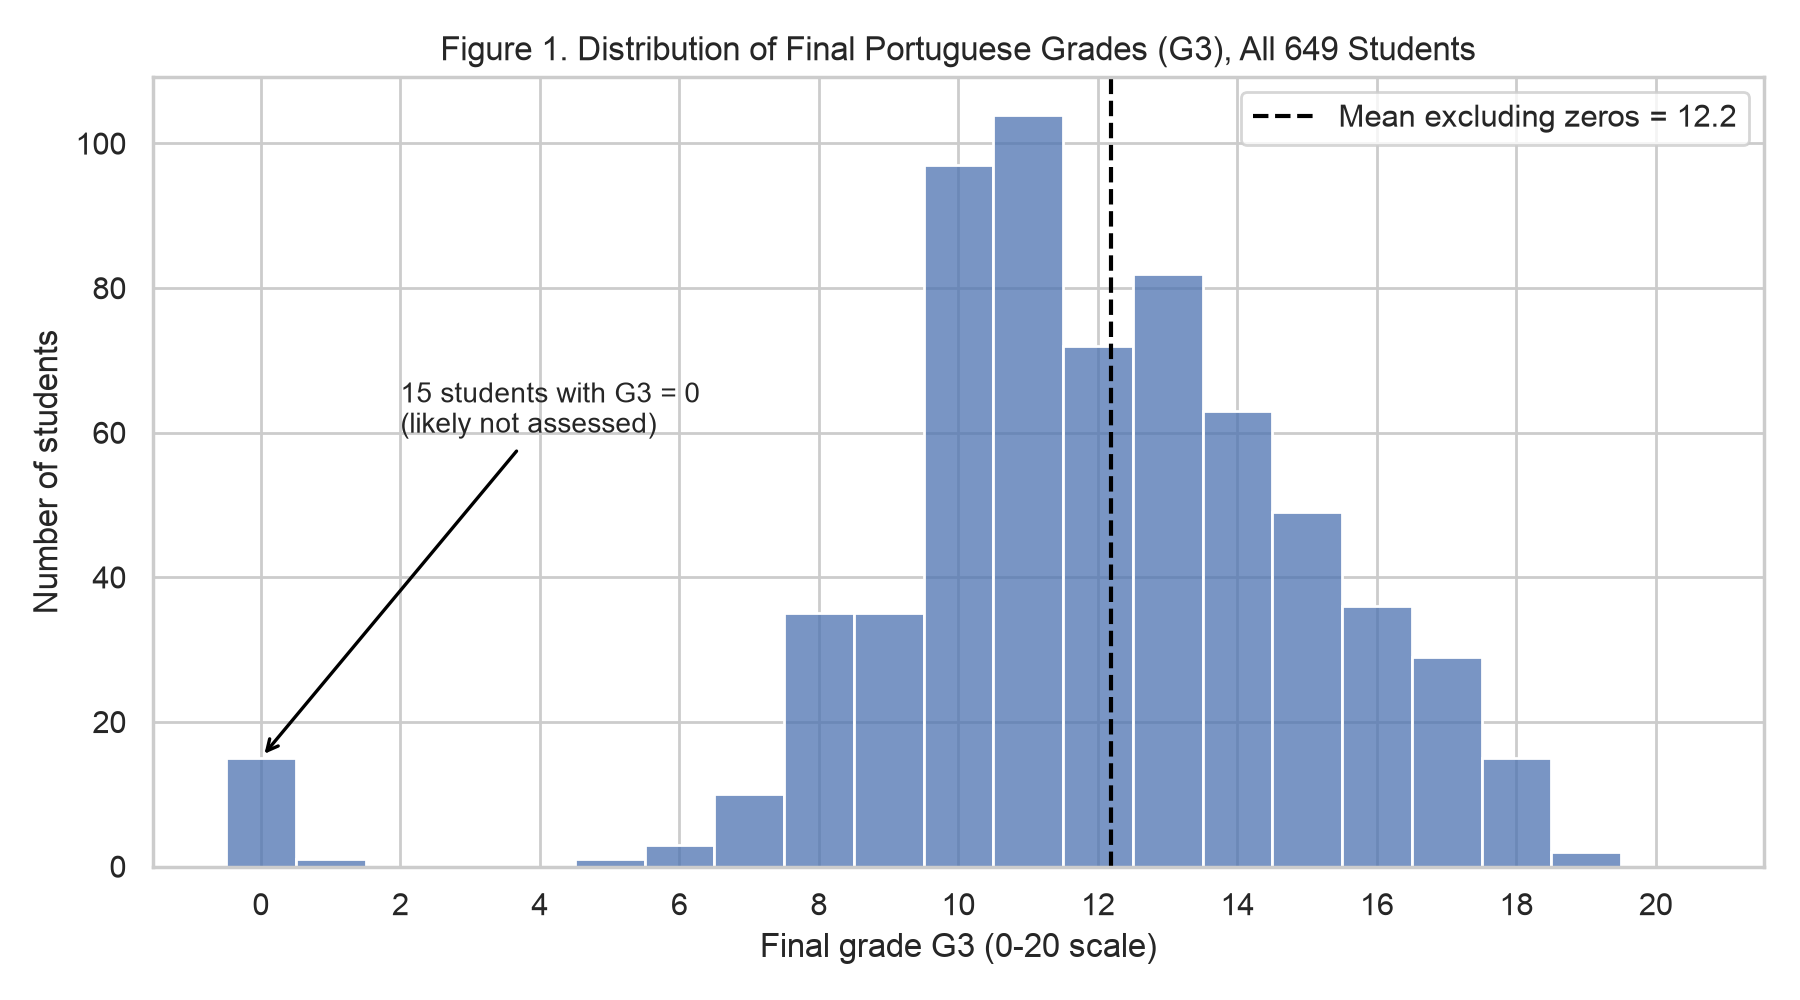 Figure 1. Distribution of Final Portuguese Grades (G3), All 649 Students
Mean excluding zeros = 12.2
100
80
60
40
20
0
Number of students
15 students with G3 = 0
(likely not assessed)
0 2 4 6 8 10 12 14 16 18 20
Final grade G3 (0-20 scale)